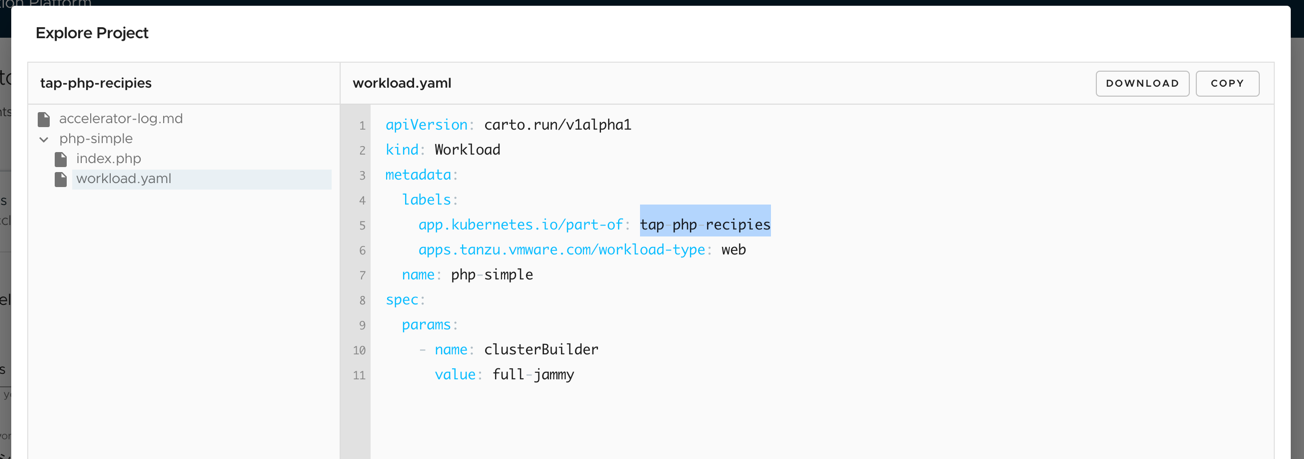 Explore Project
tap-php-recipies
accelerator-log.md
php-simple
index.php
workload.yaml
workload.yaml
DOWNLOAD
COPY
1 apiVersion: carto.run/v1alpha1
2 kind: Workload
3 metadata:
4 labels:
5 app.kubernetes.io/part-of: tap-php-recipies
6 apps.tanzu.vmware.com/workload-type: web
7 name: php-simple
8 spec:
9 params:
10 - name: clusterBuilder
11 value: full-jammy